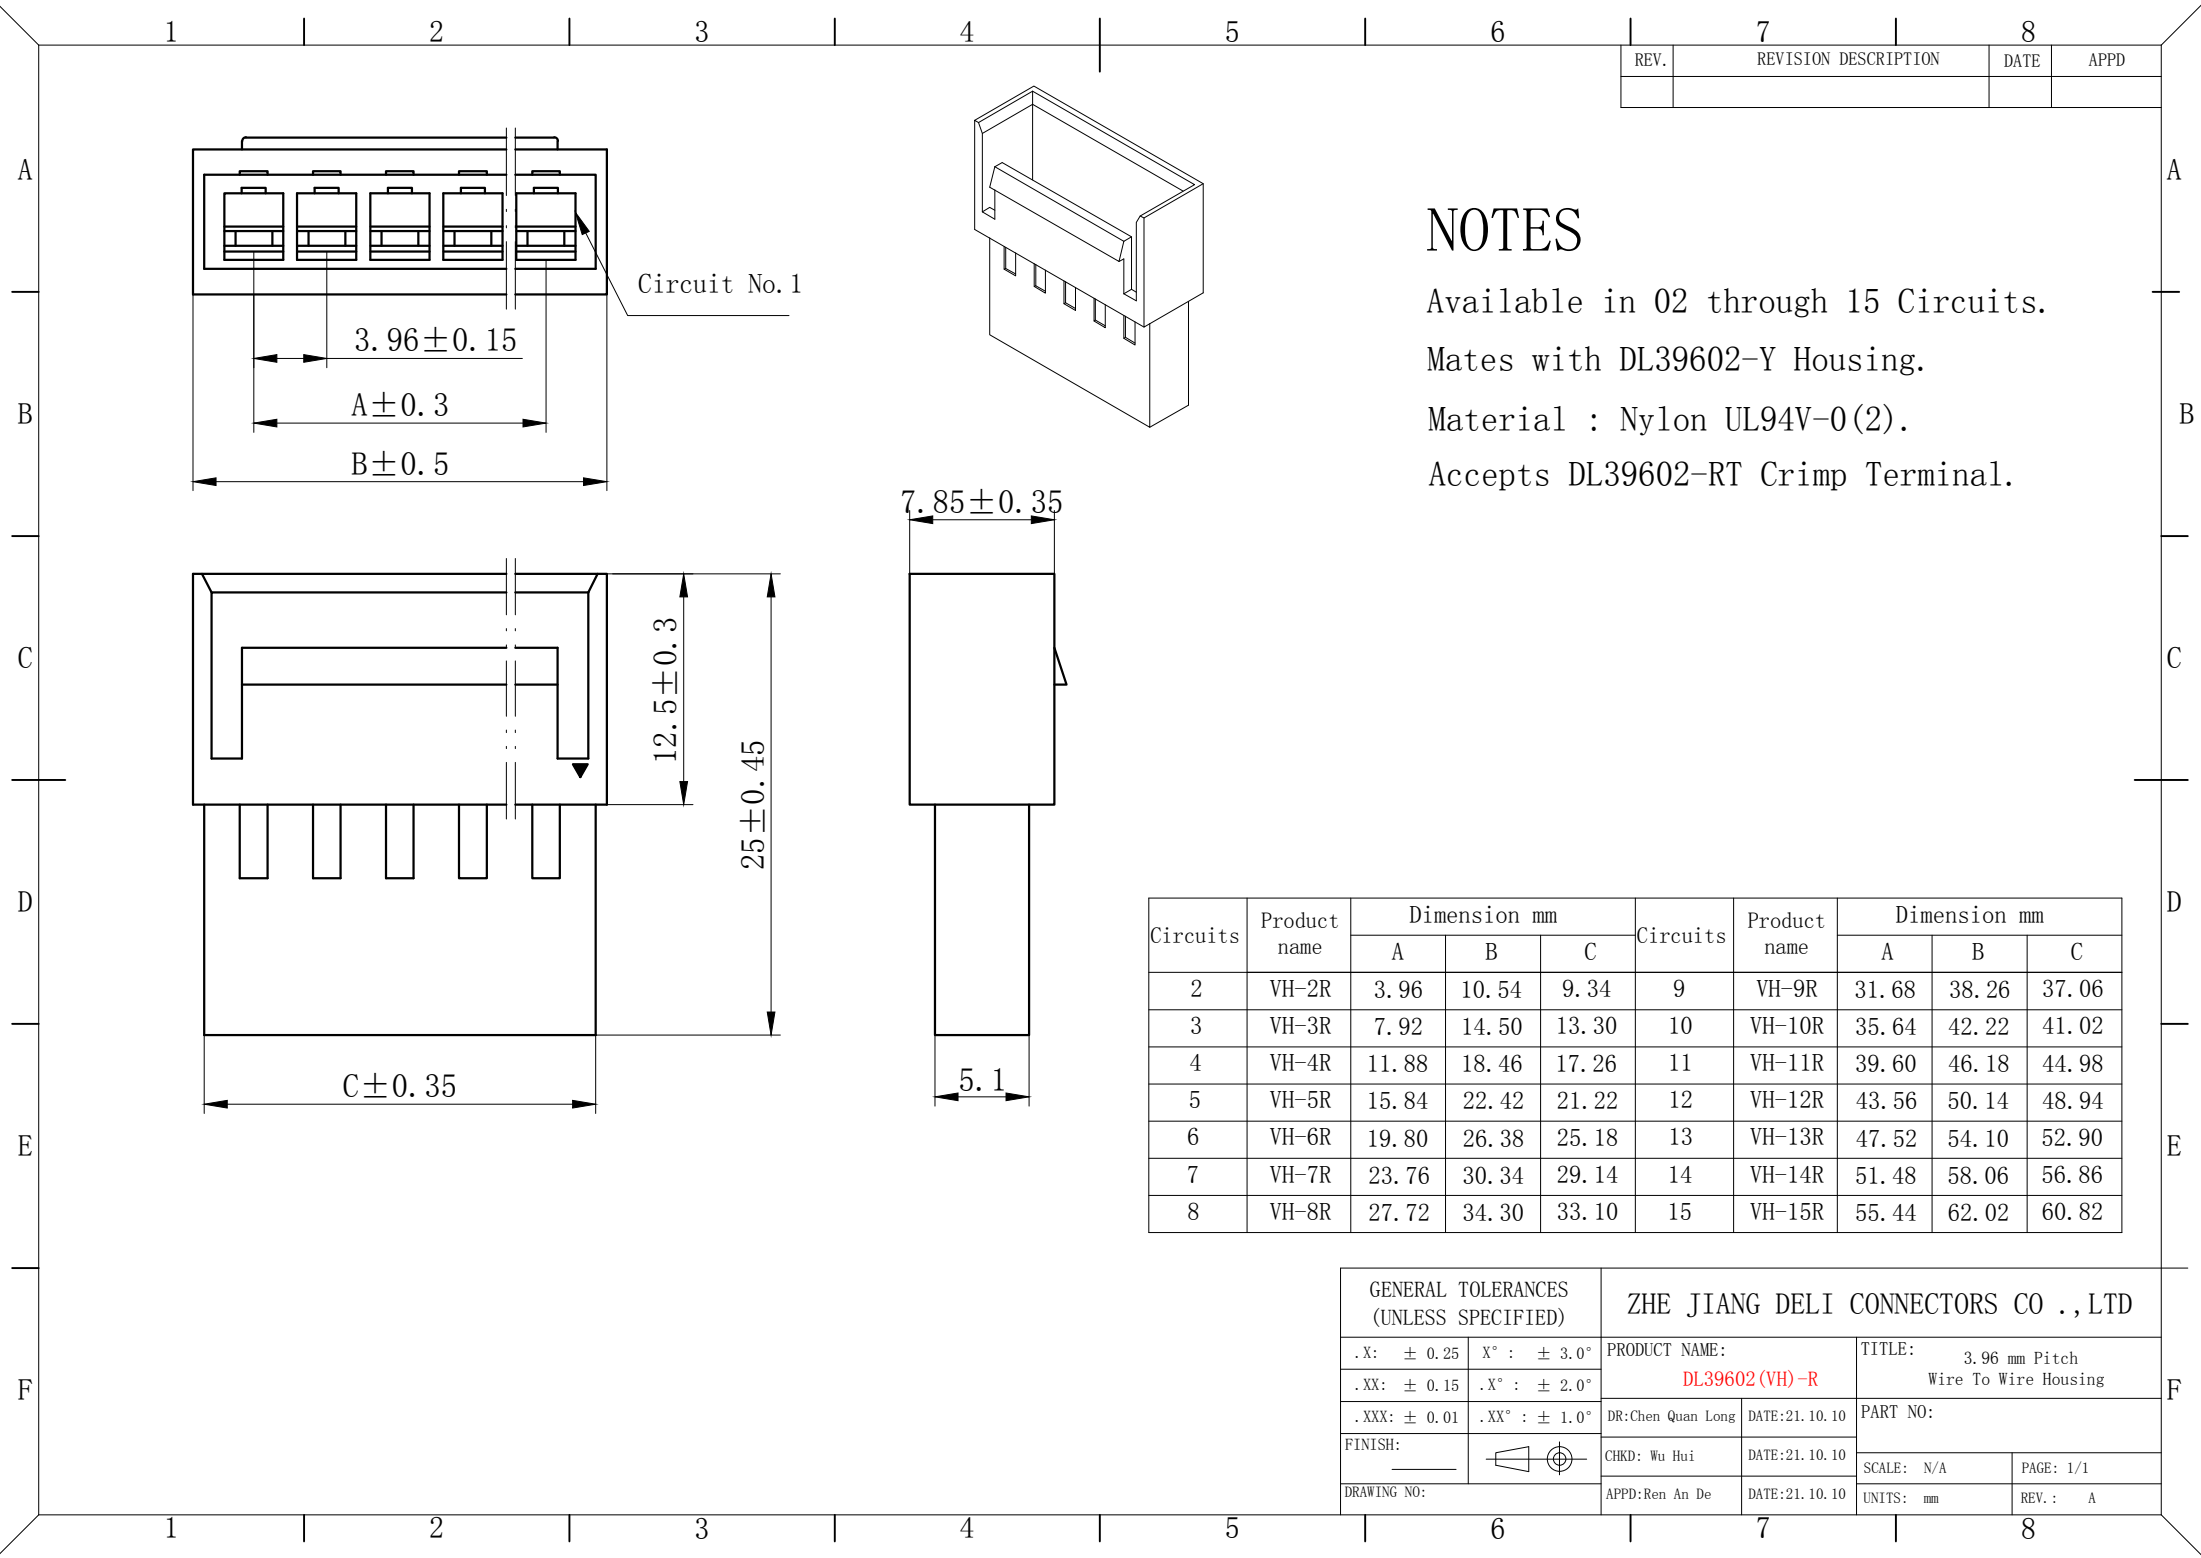 1 2 3 4 5 6 7 8
REV. REVISION DESCRIPTION DATE APPD
A A
B B
C C
D D
E E
F F
Circuit No.1
3.96±0.15
A±0.3
B±0.5
NOTES
Available in 02 through 15 Circuits.
Mates with DL39602-Y Housing.
Material : Nylon UL94V-0(2).
Accepts DL39602-RT Crimp Terminal.
7.85±0.35
12.5±0.3
25±0.45
C±0.35
5.1
Circuits Product name Dimension mm Circuits Product name Dimension mm
A B C A B C
2 VH-2R 3.96 10.54 9.34 9 VH-9R 31.68 38.26 37.06
3 VH-3R 7.92 14.50 13.30 10 VH-10R 35.64 42.22 41.02
4 VH-4R 11.88 18.46 17.26 11 VH-11R 39.60 46.18 44.98
5 VH-5R 15.84 22.42 21.22 12 VH-12R 43.56 50.14 48.94
6 VH-6R 19.80 26.38 25.18 13 VH-13R 47.52 54.10 52.90
7 VH-7R 23.76 30.34 29.14 14 VH-14R 51.48 58.06 56.86
8 VH-8R 27.72 34.30 33.10 15 VH-15R 55.44 62.02 60.82
GENERAL TOLERANCES
(UNLESS SPECIFIED)
.X: ± 0.25 X° : ± 3.0°
.XX: ± 0.15 .X° : ± 2.0°
.XXX: ± 0.01 .XX° : ± 1.0°
FINISH:
DRAWING NO:
ZHE JIANG DELI CONNECTORS CO .,LTD
PRODUCT NAME:
DL39602(VH)-R
TITLE: 3.96 mm Pitch
Wire To Wire Housing
DR:Chen Quan Long DATE:21.10.10
CHKD: Wu Hui DATE:21.10.10
APPD:Ren An De DATE:21.10.10
PART NO:
SCALE: N/A PAGE: 1/1
UNITS: mm REV.: A
1 2 3 4 5 6 7 8